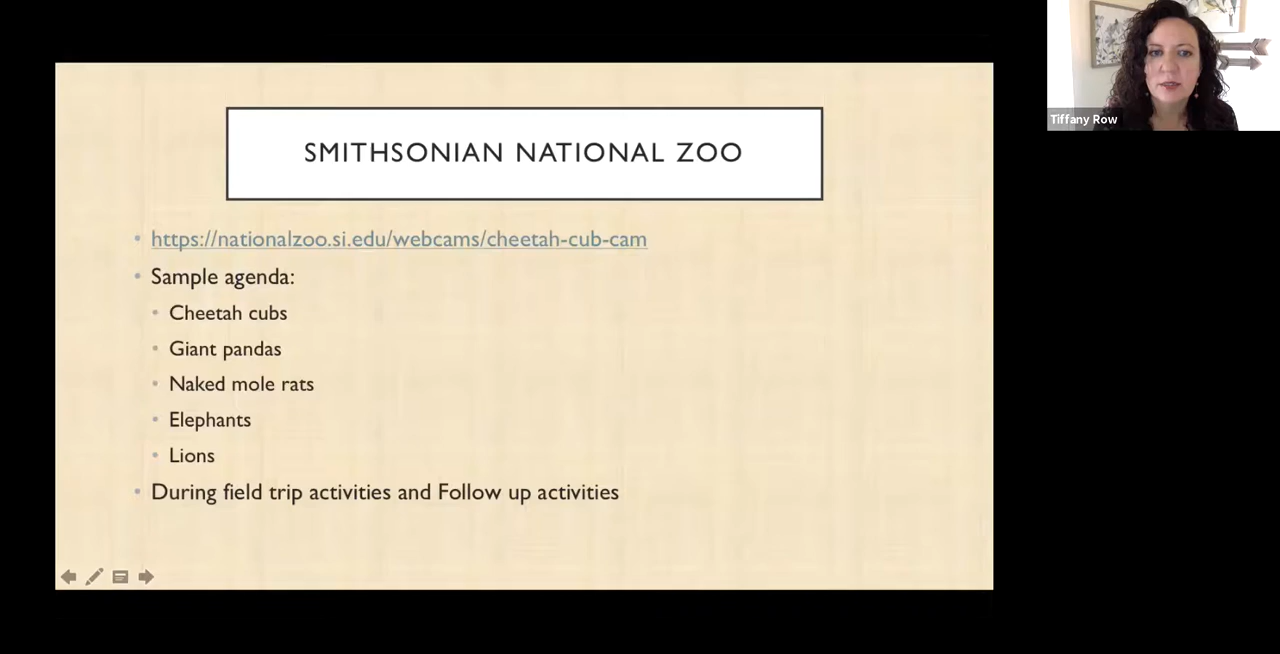 SMITHSONIAN NATIONAL ZOO
https://nationalzoo.si.edu/webcams/cheetah-cub-cam
Sample agenda:
Cheetah cubs
Giant pandas
Naked mole rats
Elephants
Lions
During field trip activities and Follow up activities
Tiffany Row